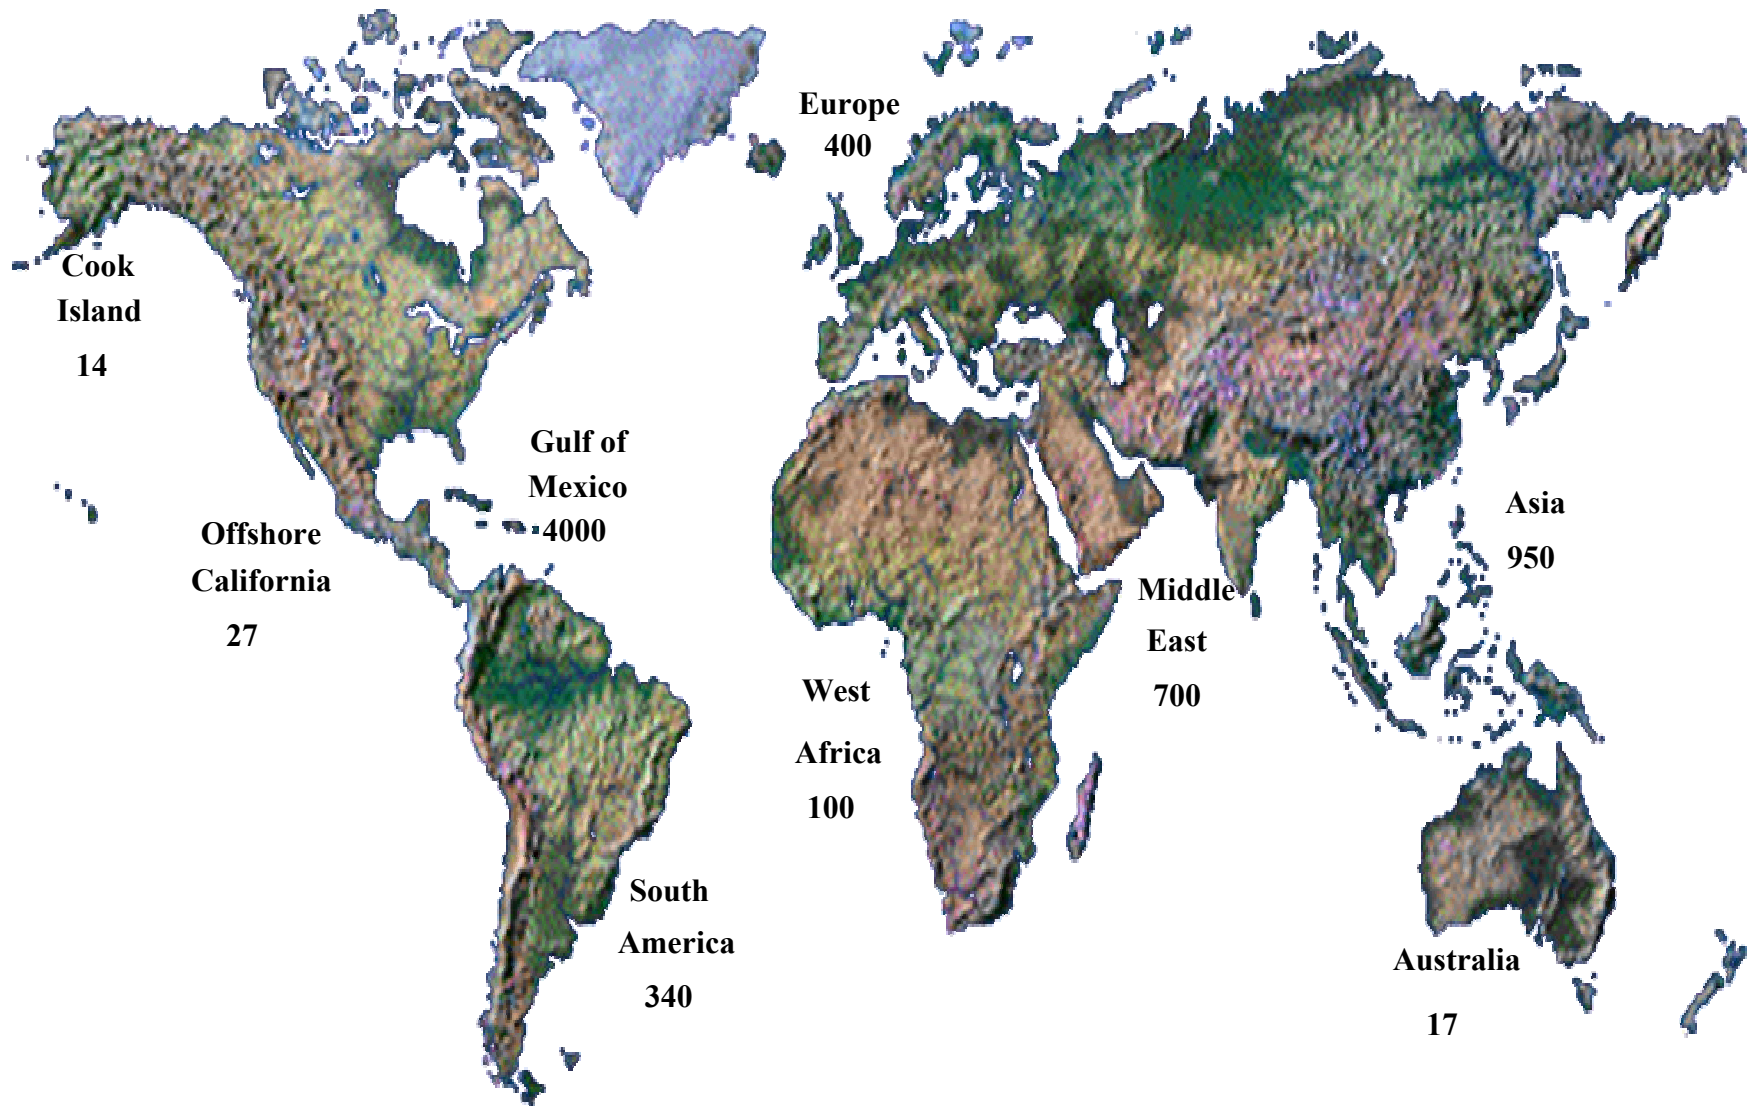 Europe
400
Cook
Island
14
Gulf of
Mexico
4000
Offshore
California
27
Asia
950
Middle
East
700
West
Africa
100
South
America
340
Australia
17